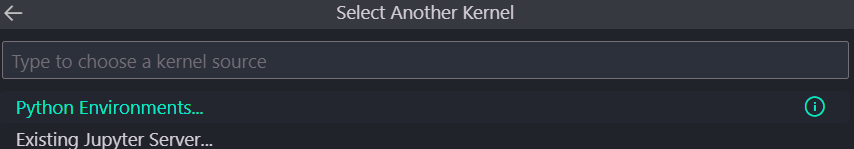 Select Another Kernel
Type to choose a kernel source
Python Environments...
Existing Jupyter Server...